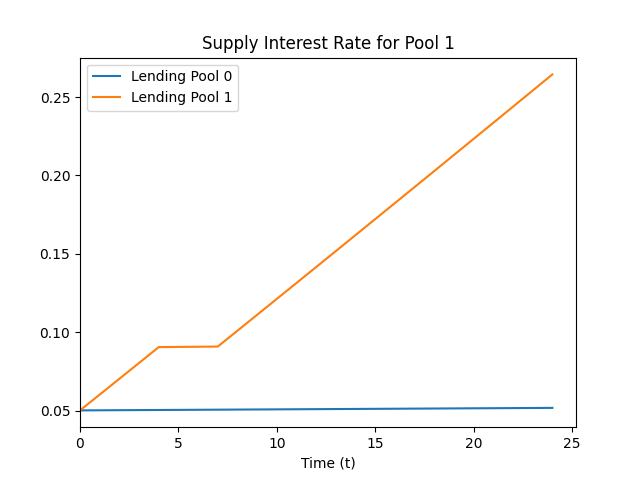 Supply Interest Rate for Pool 1
Lending Pool 0
Lending Pool 1
0.25
0.20
0.15
0.10
0.05
0 5 10 15 20 25
Time (t)